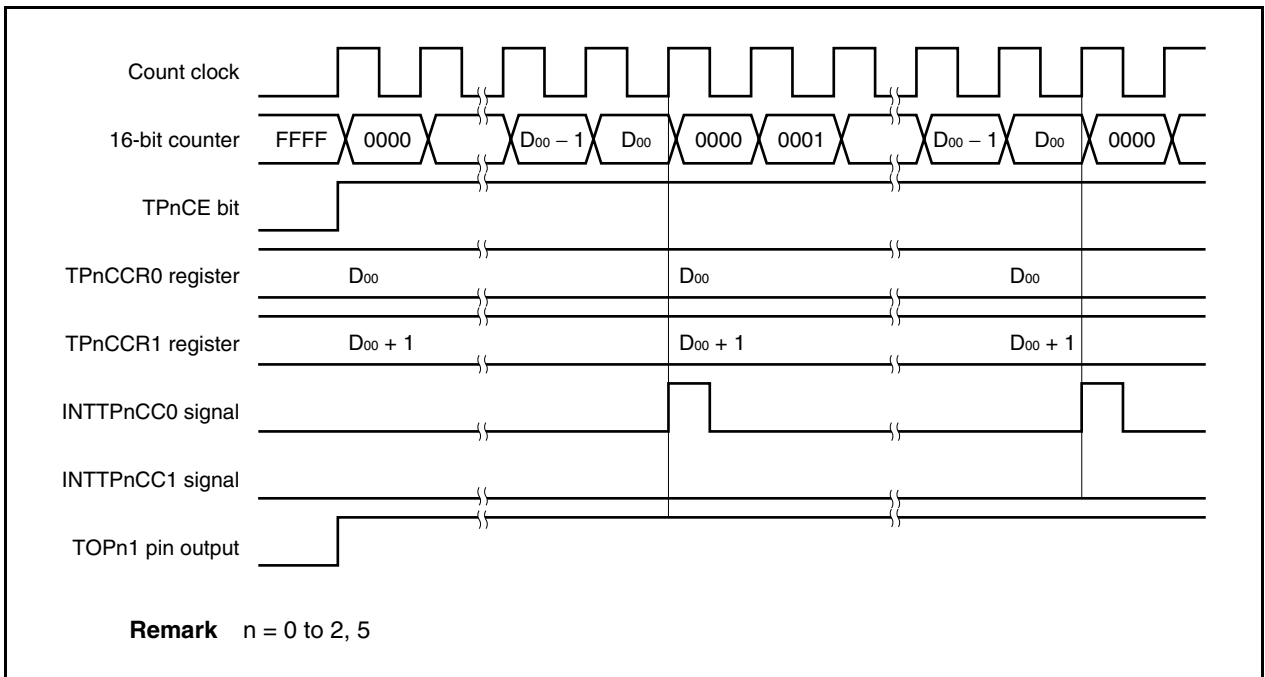 Count clock
16-bit counter FFFF 0000 D00 − 1 D00 0000 0001 D00 − 1 D00 0000
TPnCE bit
TPnCCR0 register D00 D00 D00
TPnCCR1 register D00 + 1 D00 + 1 D00 + 1
INTTPnCC0 signal
INTTPnCC1 signal
TOPn1 pin output
Remark n = 0 to 2, 5